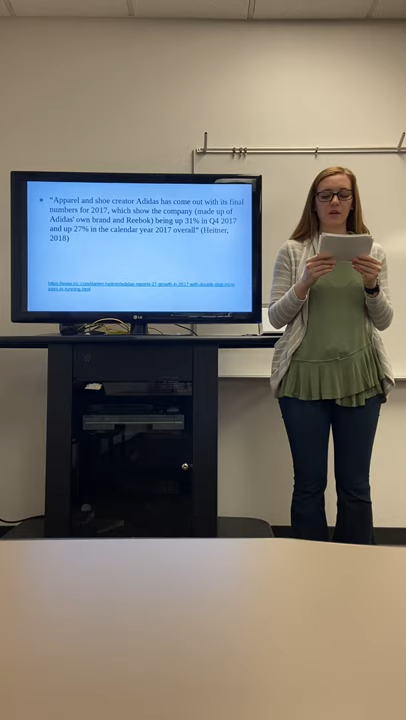 "Apparel and shoe creator Adidas has come out with its final
numbers for 2017, which show the company (made up of
Adidas' own brand and Reebok) being up 31% in Q4 2017
and up 27% in the calendar year 2017 overall" (Heitner,
2018)
LG